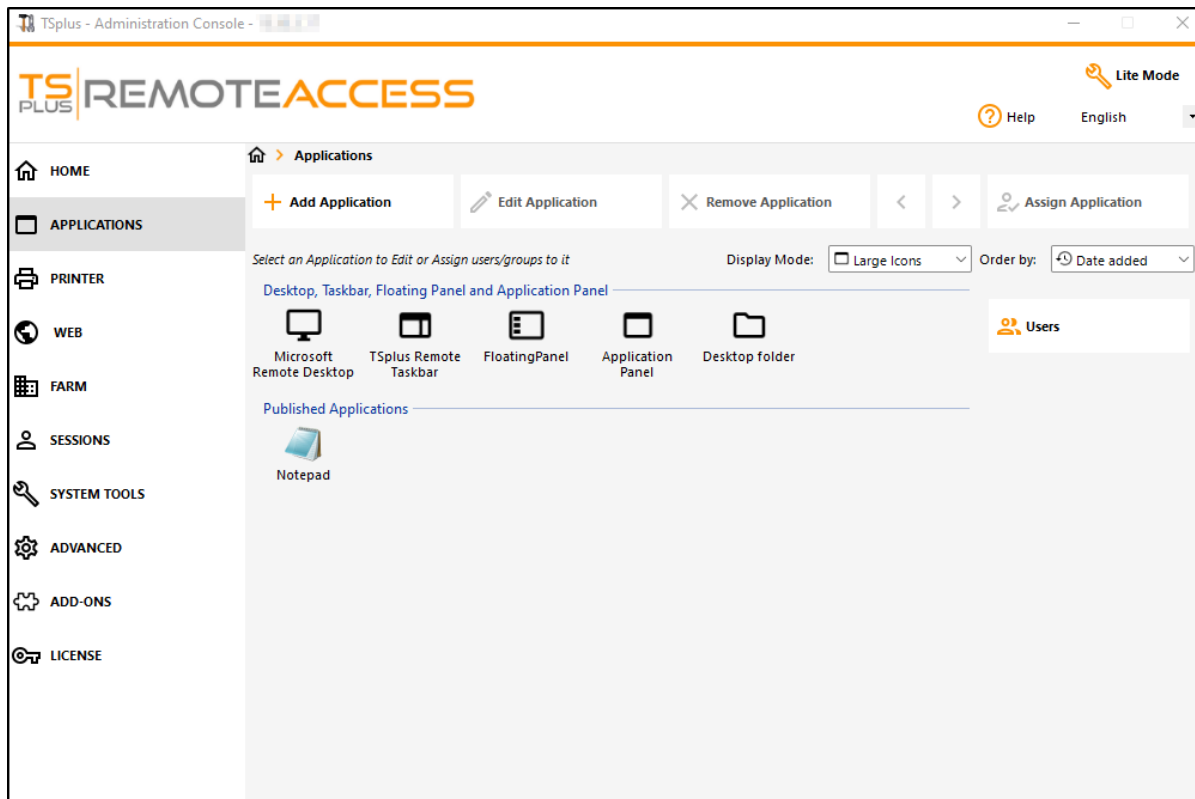 TSplus - Administration Console -
TS PLUS REMOTEACCESS
Lite Mode
Help
English
HOME
APPLICATIONS
PRINTER
WEB
FARM
SESSIONS
SYSTEM TOOLS
ADVANCED
ADD-ONS
LICENSE
Applications
Add Application
Edit Application
Remove Application
Assign Application
Select an Application to Edit or Assign users/groups to it
Display Mode:
Large Icons
Order by:
Date added
Desktop, Taskbar, Floating Panel and Application Panel
Microsoft
Remote Desktop
TSplus Remote
Taskbar
FloatingPanel
Application
Panel
Desktop folder
Users
Published Applications
Notepad